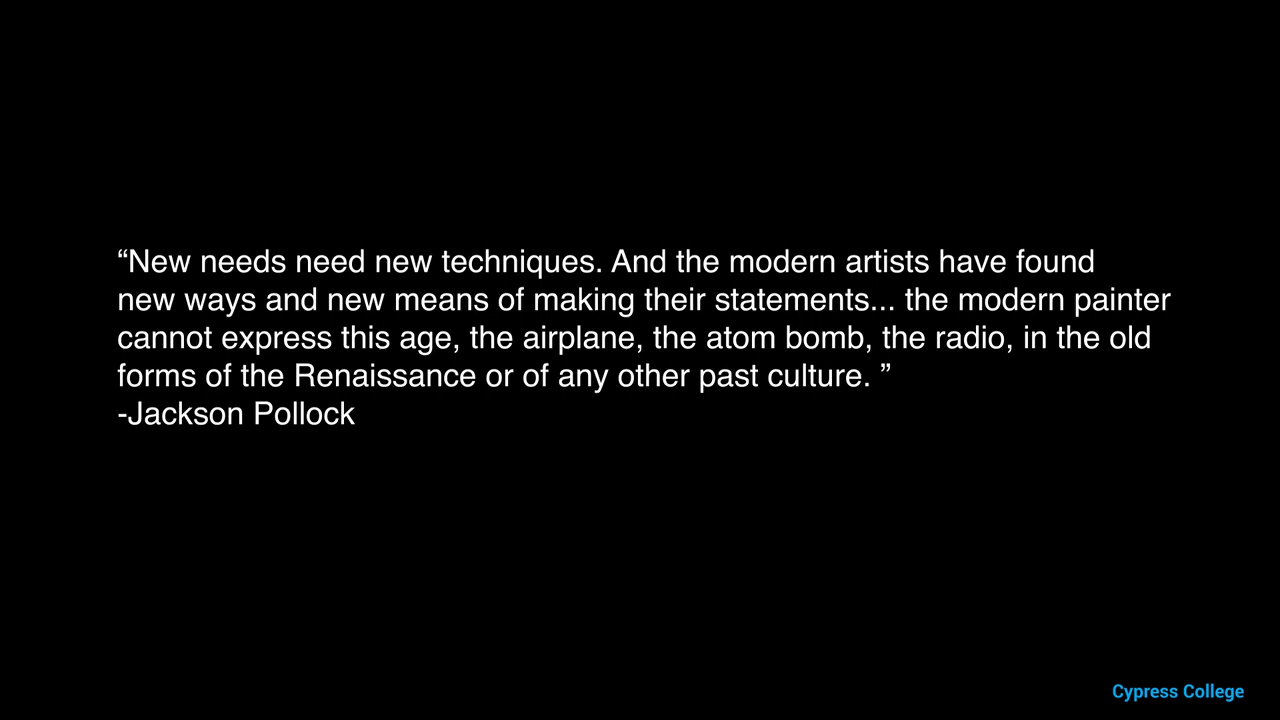 “New needs need new techniques. And the modern artists have found
new ways and new means of making their statements... the modern painter
cannot express this age, the airplane, the atom bomb, the radio, in the old
forms of the Renaissance or of any other past culture. ”
-Jackson Pollock
Cypress College